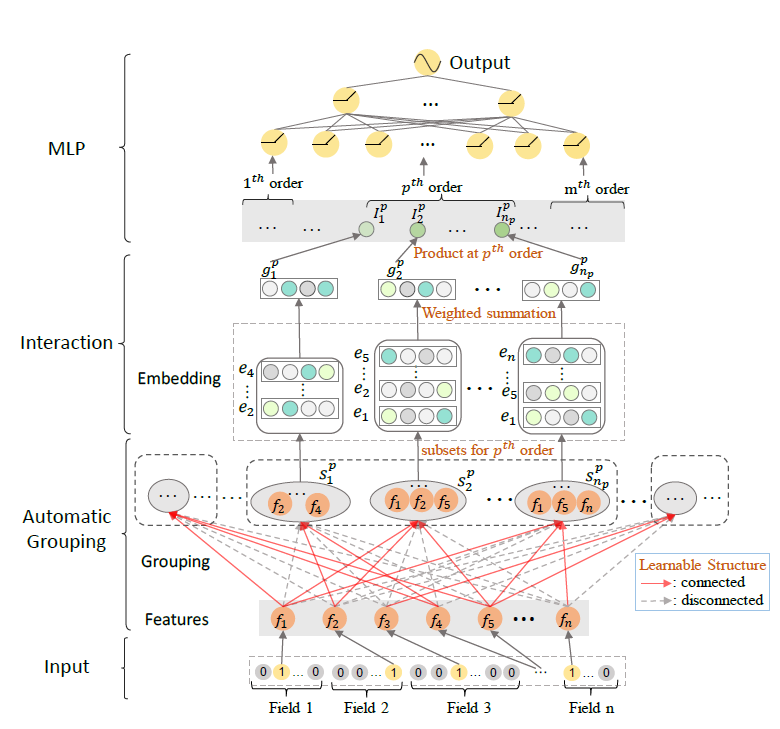 Output
...
MLP
...
1^th order
p^th order
m^th order
I_1^p I_2^p I_{n_p}^p
... ... ... ... ...
Product at p^th order
g_1^p g_2^p g_{n_p}^p
...
Weighted summation
Interaction
Embedding
e_4 ⋮ e_2
e_5 ⋮ e_2 e_1
...
e_n ⋮ e_5 e_1
subsets for p^th order
s_1^p s_2^p s_{n_p}^p
... ... ... ... f_2 f_4 ... f_1 f_2 f_5 ... ... f_1 f_5 f_n ... ... ...
Automatic
Grouping
Grouping
Learnable Structure
: connected
: disconnected
Features
f_1 f_2 f_3 f_4 f_5 ... f_n
Input
0 1 ... 0 0 0 ... 1 0 0 1 ... 0 0 ... 1 ... 0
Field 1 Field 2 Field 3 Field n